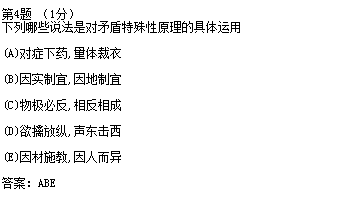 第4题 (1分)
下列哪些说法是对矛盾特殊性原理的具体运用
(A)对症下药,量体裁衣
(B)因实制宜,因地制宜
(C)物极必反,相反相成
(D)欲擒放纵,声东击西
(E)因材施教,因人而异
答案: ABE